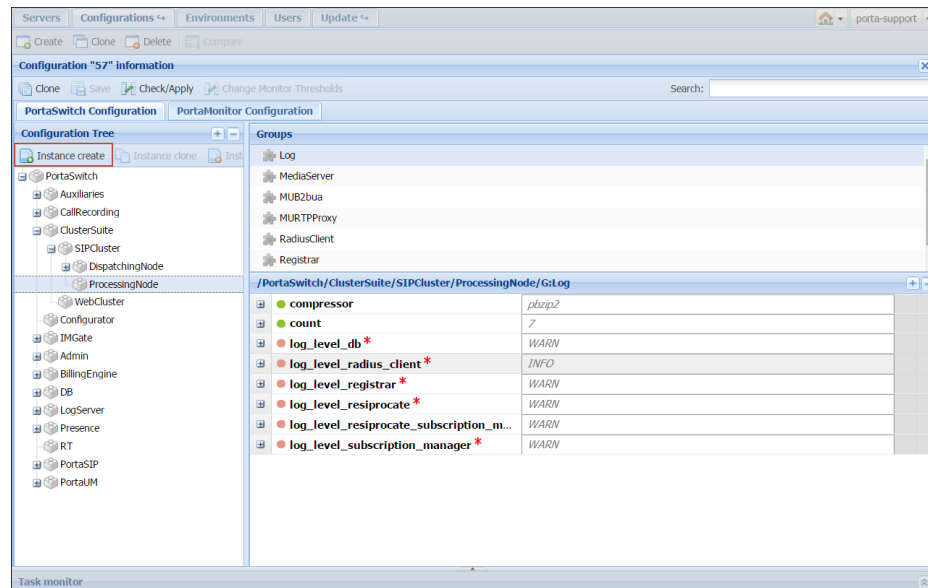 Servers Configurations Environments Users Update porta-support
Create Clone Delete Compare
Configuration "57" information
Clone Save Check/Apply Change Monitor Thresholds Search:
PortaSwitch Configuration PortaMonitor Configuration
Configuration Tree
Instance create Instance clone
PortaSwitch
Auxiliaries
CallRecording
ClusterSuite
SIPCluster
DispatchingNode
ProcessingNode
WebCluster
Configurator
IMGate
Admin
BillingEngine
DB
LogServer
Presence
RT
PortaSIP
PortaUM
Groups
Log
MediaServer
MUB2bua
MURTPProxy
RadiusClient
Registrar
/PortaSwitch/ClusterSuite/SIPCluster/ProcessingNode/G:Log
compressor pbzip2
count 7
log_level_db * WARN
log_level_radius_client * INFO
log_level_registrar * WARN
log_level_resiprocate * WARN
log_level_resiprocate_subscription_m... WARN
log_level_subscription_manager * WARN
Task monitor